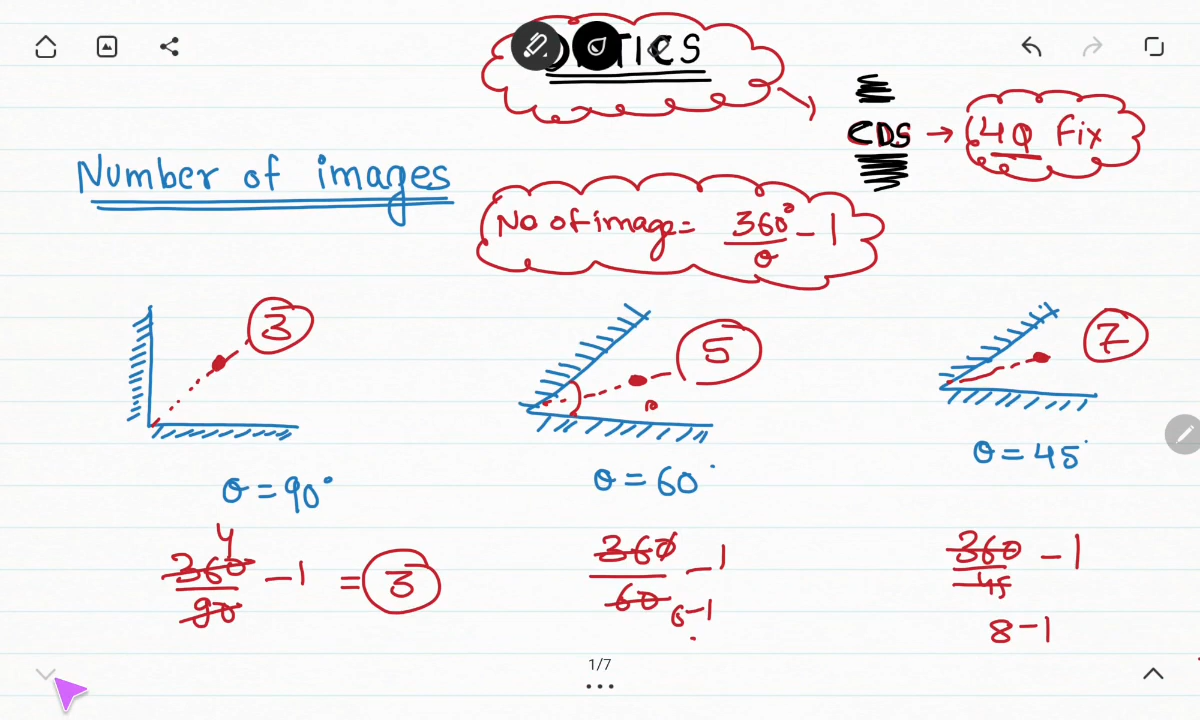 OPTICS
CDS → 4Q Fix
Number of images
No of image = 360°/θ - 1
3
5
7
θ = 90°
θ = 60°
θ = 45°
4
360/90 - 1 = 3
360/60 - 1
6-1
360/45 - 1
8-1
1/7